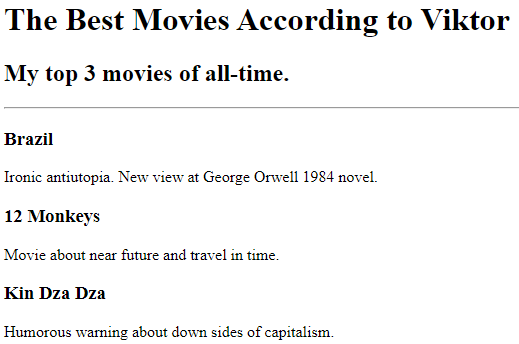 The Best Movies According to Viktor
My top 3 movies of all-time.
Brazil
Ironic antiutopia. New view at George Orwell 1984 novel.
12 Monkeys
Movie about near future and travel in time.
Kin Dza Dza
Humorous warning about down sides of capitalism.